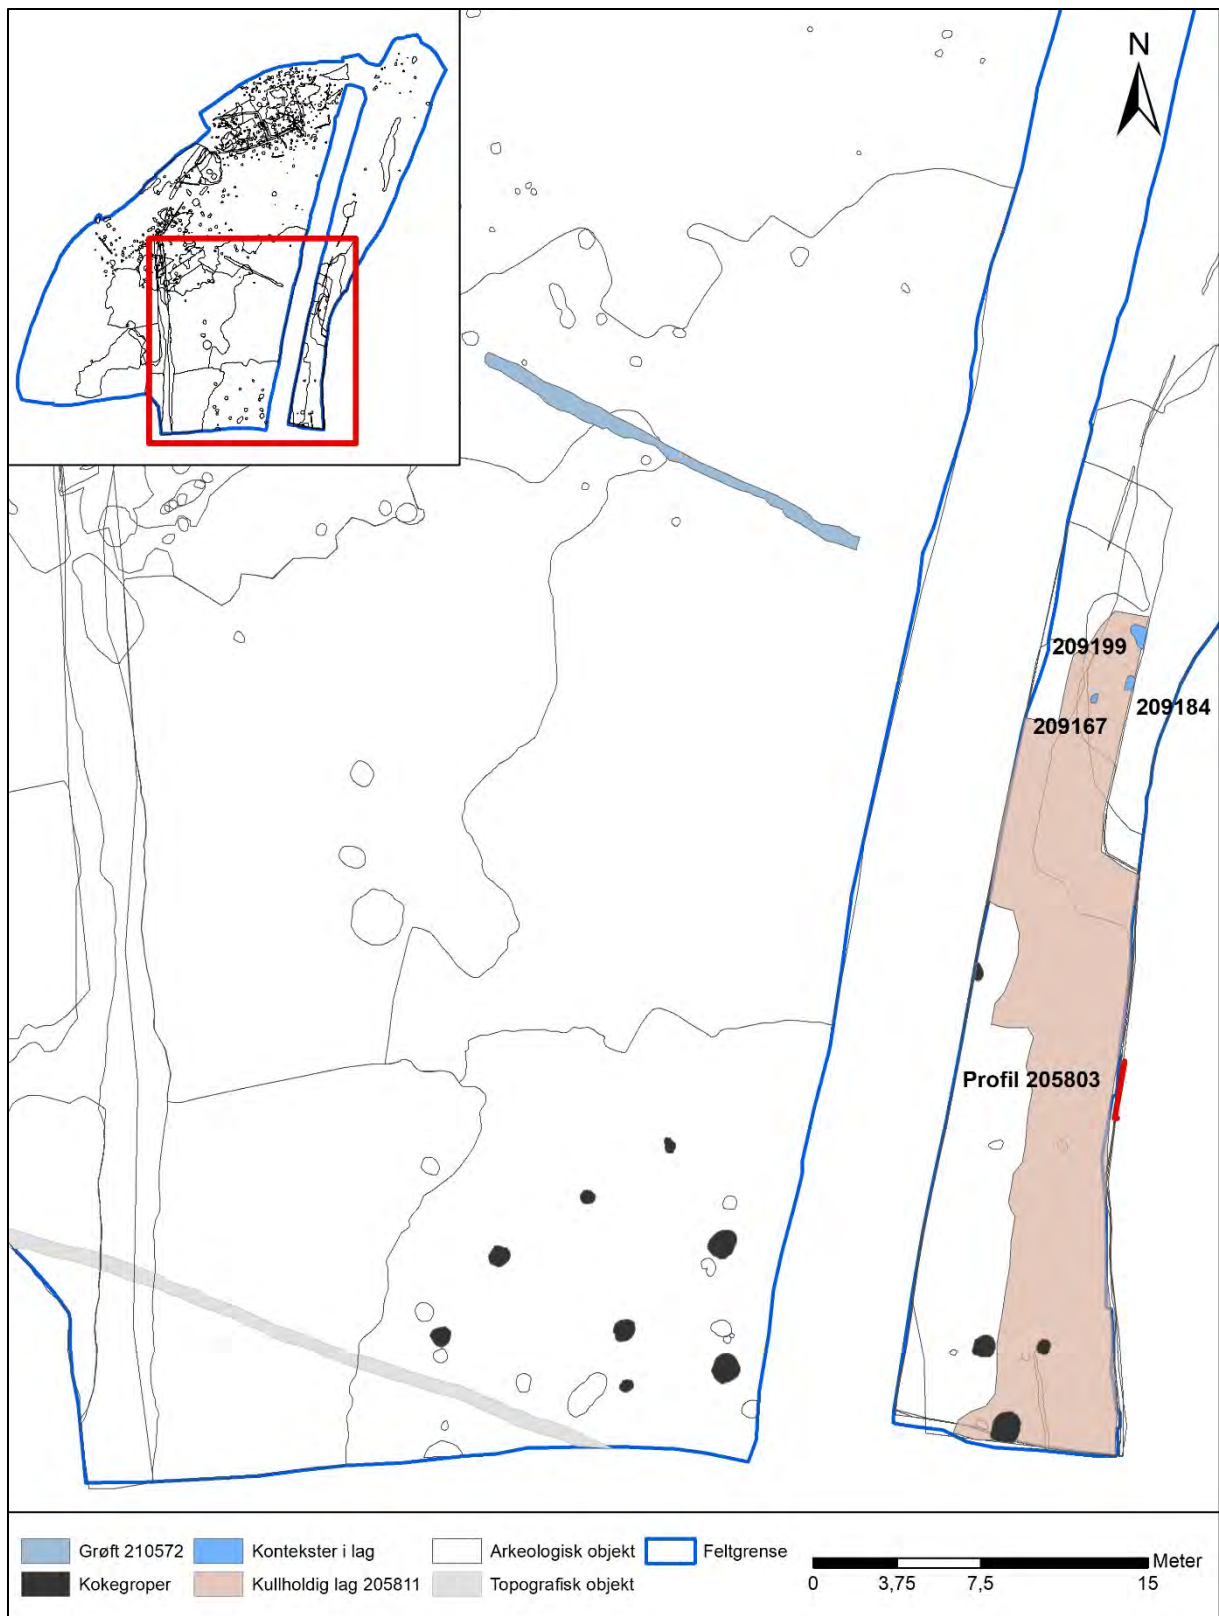 N
209199
209184
209167
Profil 205803
Grøft 210572
Kontekster i lag
Arkeologisk objekt
Feltgrense
Kokegroper
Kullholdig lag 205811
Topografisk objekt
Meter
0 3,75 7,5 15